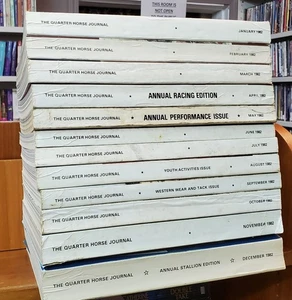 THIS ROOM IS
NOT OPEN
THE QUARTER HORSE JOURNAL JANUARY 1982
THE QUARTER HORSE JOURNAL FEBRUARY 1982
THE QUARTER HORSE JOURNAL MARCH 1982
THE QUARTER HORSE JOURNAL ANNUAL RACING EDITION APRIL 1982
THE QUARTER HORSE JOURNAL ANNUAL PERFORMANCE ISSUE MAY 1982
THE QUARTER HORSE JOURNAL JUNE 1982
THE QUARTER HORSE JOURNAL JULY 1982
THE QUARTER HORSE JOURNAL YOUTH ACTIVITIES ISSUE AUGUST 1982
THE QUARTER HORSE JOURNAL WESTERN WEAR AND TACK ISSUE SEPTEMBER 1982
THE QUARTER HORSE JOURNAL OCTOBER 1982
THE QUARTER HORSE JOURNAL NOVEMBER 1982
THE QUARTER HORSE JOURNAL ANNUAL STALLION EDITION DECEMBER 1982